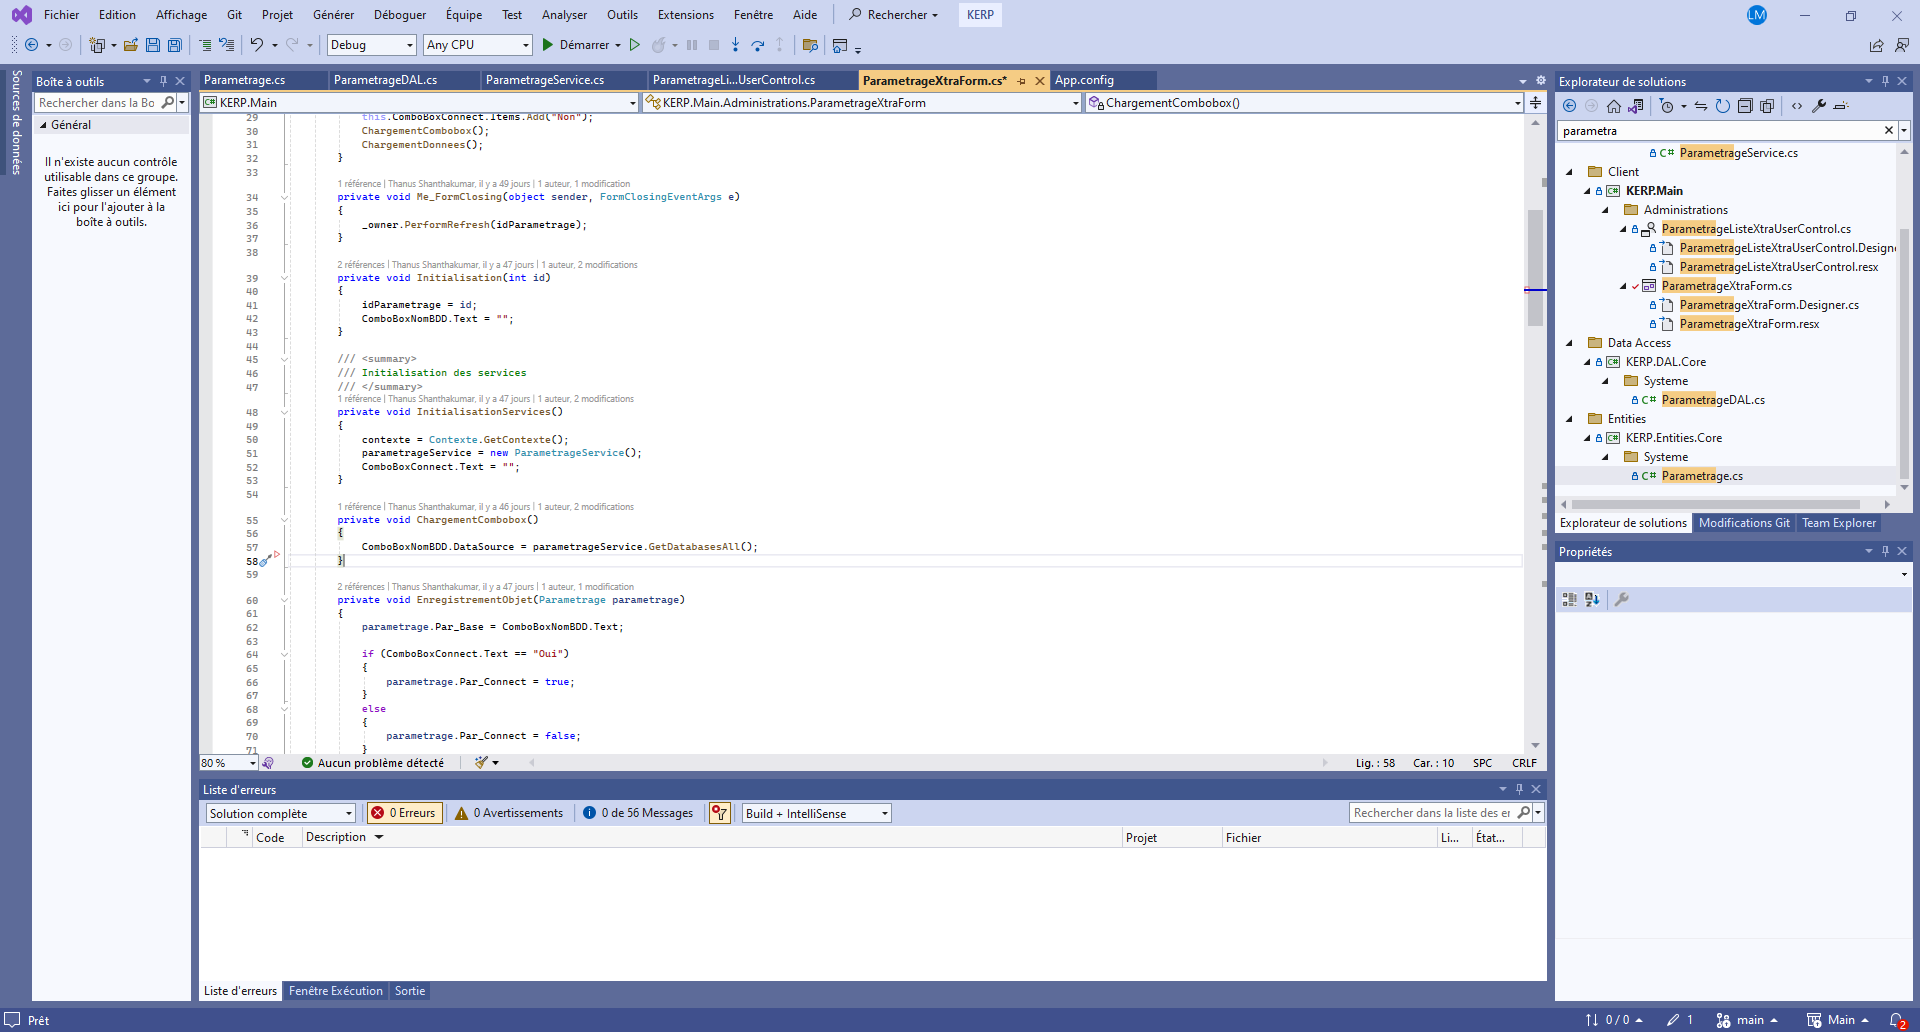 Fichier Edition Affichage Git Projet Générer Déboguer Équipe Test Analyser Outils Extensions Fenêtre Aide Rechercher KERP LM
Debug Any CPU Démarrer
Sources de données
Boîte à outils
Rechercher dans la Bo
Général
Il n'existe aucun contrôle
utilisable dans ce groupe.
Faites glisser un élément
ici pour l'ajouter à la
boîte à outils.
Parametrage.cs ParametrageDAL.cs ParametrageService.cs ParametrageLi...UserControl.cs ParametrageXtraForm.cs* App.config
KERP.Main KERP.Main.Administrations.ParametrageXtraForm ChargementCombobox()
29 this.ComboBoxConnect.Items.Add("Non");
30 ChargementCombobox();
31 ChargementDonnees();
32 }
33
1 référence | Thanus Shanthakumar, il y a 49 jours | 1 auteur, 1 modification
34 private void Me_FormClosing(object sender, FormClosingEventArgs e)
35 {
36 _owner.PerformRefresh(idParametrage);
37 }
38
2 références | Thanus Shanthakumar, il y a 47 jours | 1 auteur, 2 modifications
39 private void Initialisation(int id)
40 {
41 idParametrage = id;
42 ComboBoxNomBDD.Text = "";
43 }
44
45 /// <summary>
46 /// Initialisation des services
47 /// </summary>
1 référence | Thanus Shanthakumar, il y a 47 jours | 1 auteur, 2 modifications
48 private void InitialisationServices()
49 {
50 contexte = Contexte.GetContexte();
51 parametrageService = new ParametrageService();
52 ComboBoxConnect.Text = "";
53 }
54
1 référence | Thanus Shanthakumar, il y a 46 jours | 1 auteur, 2 modifications
55 private void ChargementCombobox()
56 {
57 ComboBoxNomBDD.DataSource = parametrageService.GetDatabasesAll();
58 }
59
2 références | Thanus Shanthakumar, il y a 47 jours | 1 auteur, 1 modification
60 private void EnregistrementObjet(Parametrage parametrage)
61 {
62 parametrage.Par_Base = ComboBoxNomBDD.Text;
63
64 if (ComboBoxConnect.Text == "Oui")
65 {
66 parametrage.Par_Connect = true;
67 }
68 else
69 {
70 parametrage.Par_Connect = false;
71 }
80 % Aucun problème détecté Lig. : 58 Car. : 10 SPC CRLF
Liste d'erreurs
Solution complète 0 Erreurs 0 Avertissements 0 de 56 Messages Build + IntelliSense Rechercher dans la liste des er
Code Description Projet Fichier Li... État...
Liste d'erreurs Fenêtre Exécution Sortie
Explorateur de solutions
parametra
ParametrageService.cs
Client
KERP.Main
Administrations
ParametrageListeXtraUserControl.cs
ParametrageListeXtraUserControl.Designe
ParametrageListeXtraUserControl.resx
ParametrageXtraForm.cs
ParametrageXtraForm.Designer.cs
ParametrageXtraForm.resx
Data Access
KERP.DAL.Core
Systeme
ParametrageDAL.cs
Entities
KERP.Entities.Core
Systeme
Parametrage.cs
Explorateur de solutions Modifications Git Team Explorer
Propriétés
Prêt 0 / 0 1 main Main 2